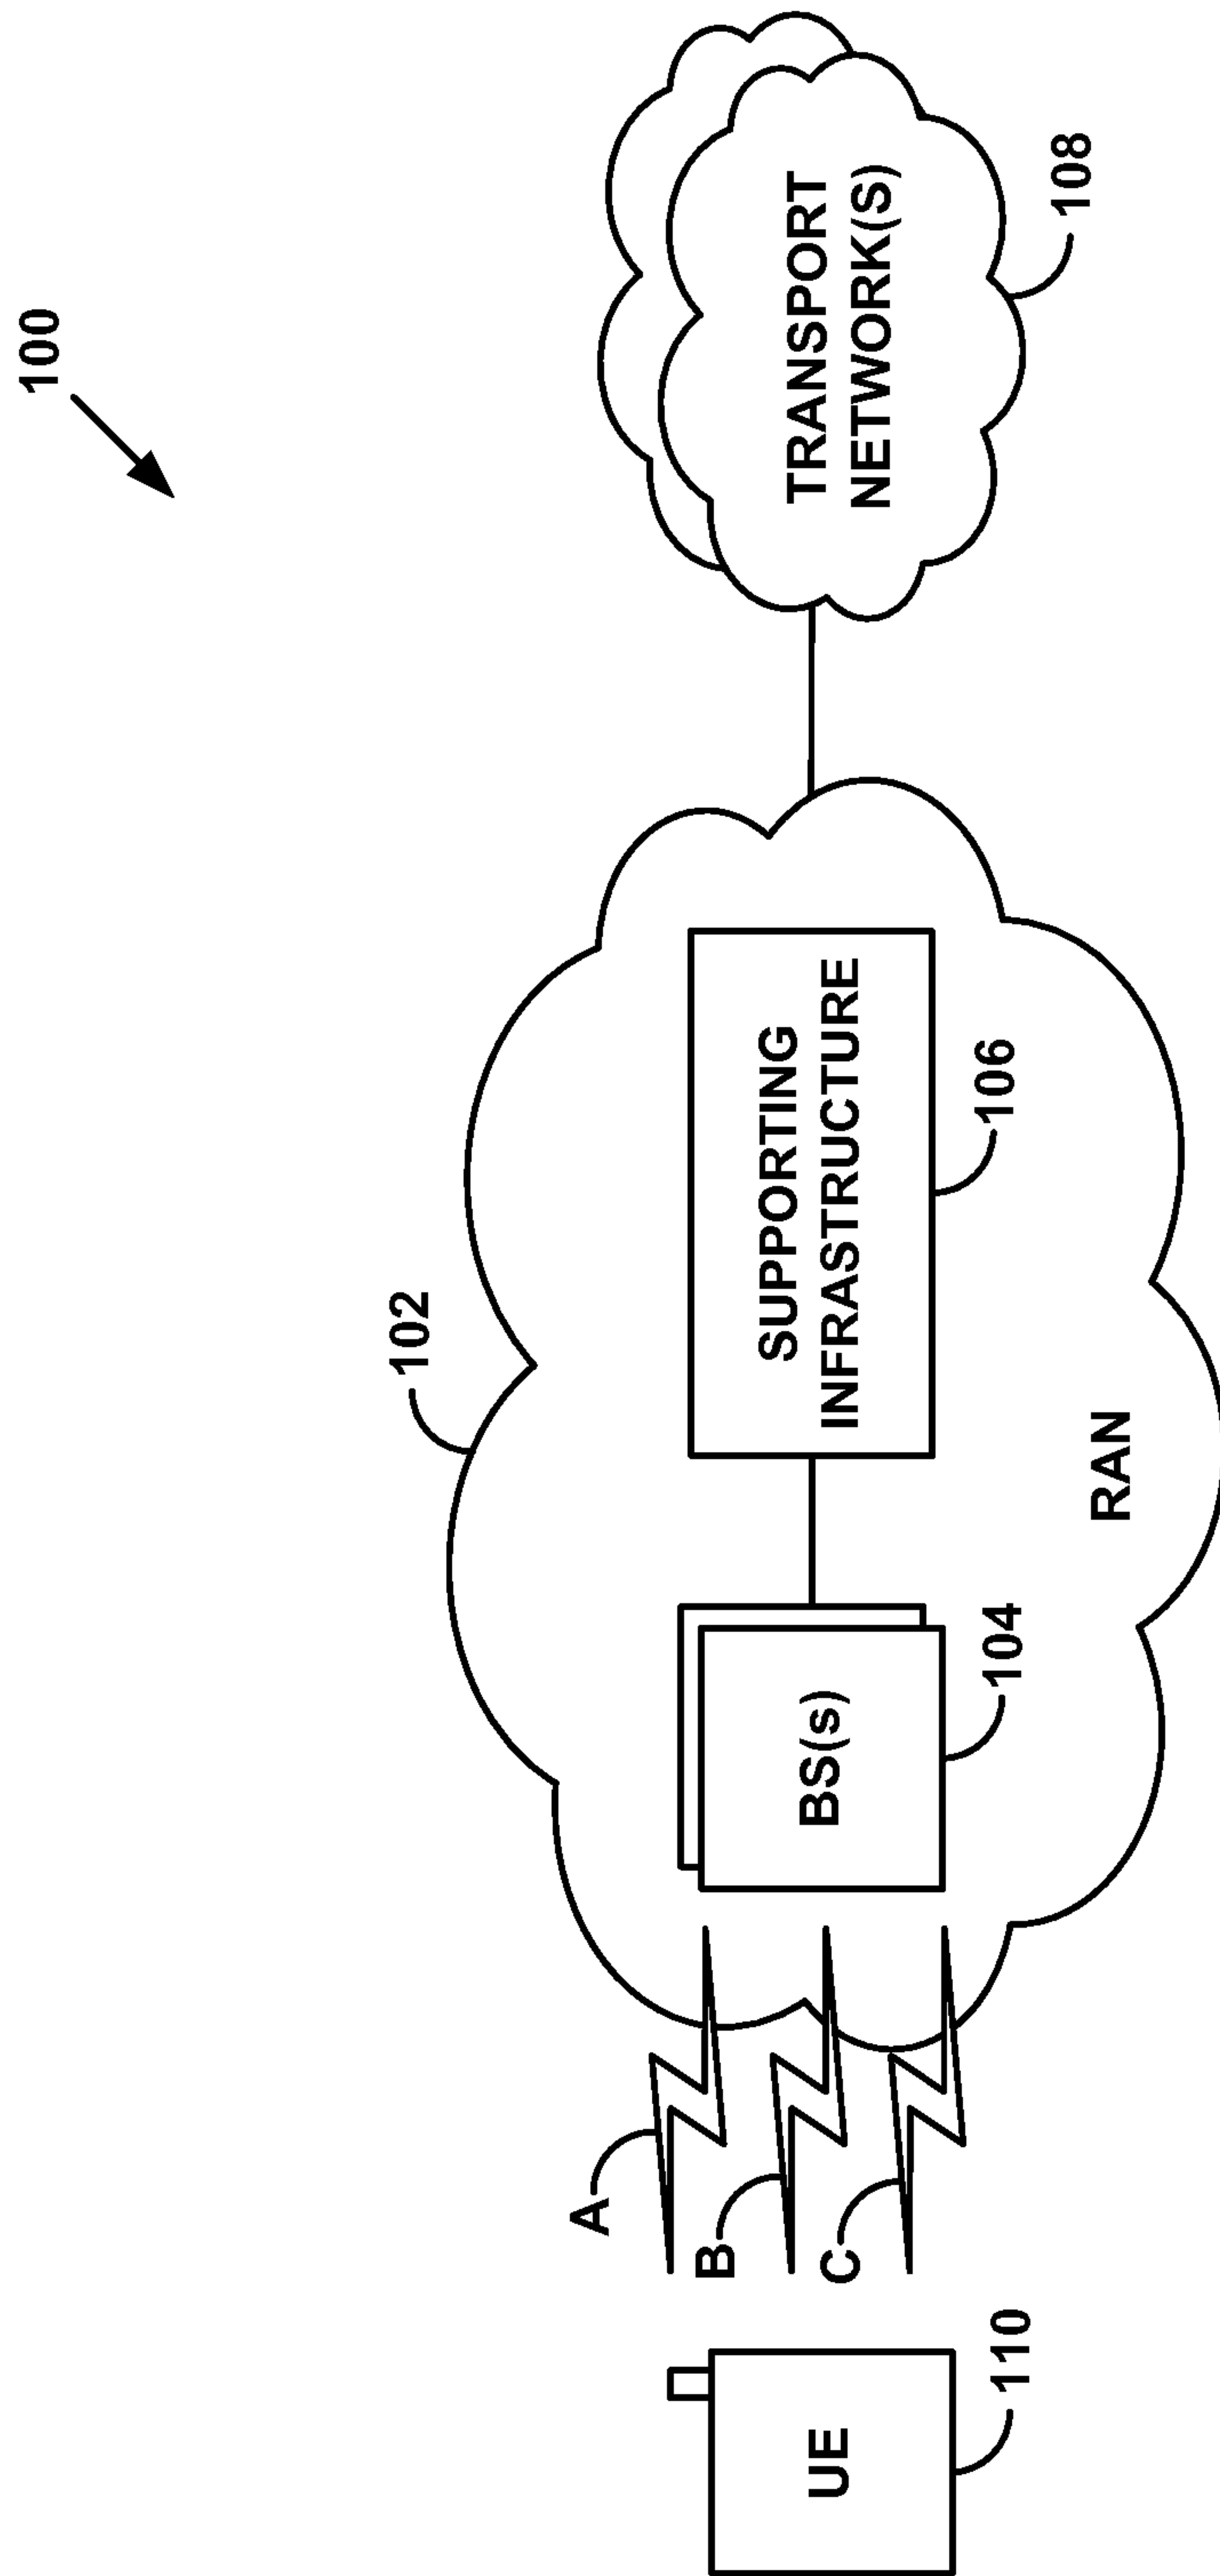 100
102
A
B
C
UE
110
BS(s)
104
SUPPORTING
INFRASTRUCTURE
106
RAN
TRANSPORT
NETWORK(S)
108